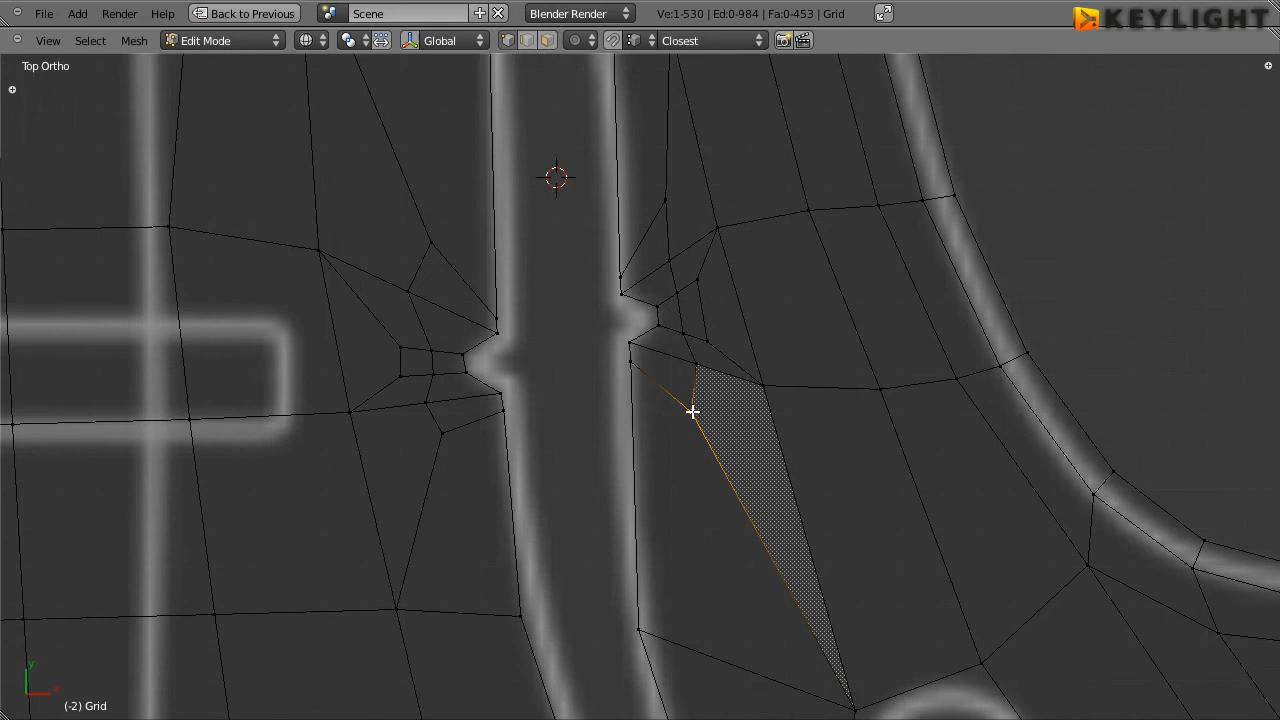 File Add Render Help Back to Previous Scene Blender Render Ve:1-530 | Ed:0-984 | Fa:0-453 | Grid
KEYLIGHT
View Select Mesh Edit Mode Global Closest
Top Ortho
y
x
(-2) Grid